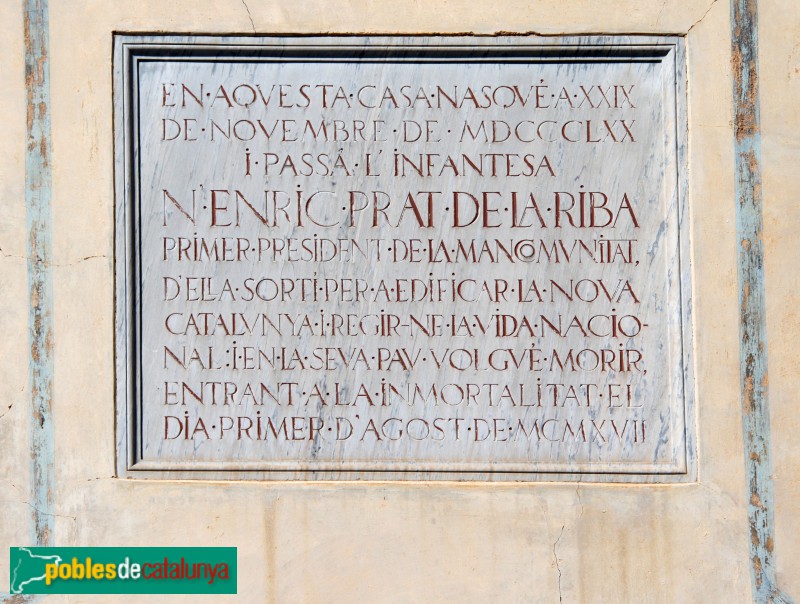 EN·AQVESTA·CASA·NASQVÉ·A·XXIX
DE·NOVEMBRE·DE·MDCCCLXX
I·PASSÁ·L'INFANTESA
N'ENRIC·PRAT·DE·LA·RIBA
PRIMER·PRESIDENT·DE·LA·MANCOMVNITAT,
D'ELLA·SORTÍ·PER·A·EDIFICAR·LA·NOVA
CATALVNYA·I·REGIR-NE·LA·VIDA·NACIO-
NAL·I·EN·LA·SEVA·PAV·VOLGVÉ·MORIR,
ENTRANT·A·LA·INMORTALITAT·EL
DIA·PRIMER·D'AGOST·DE·MCMXVII
poblesdecatalunya